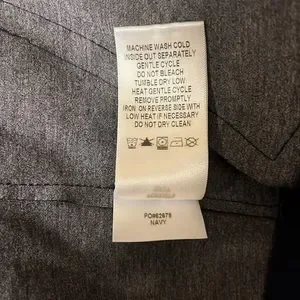 MACHINE WASH COLD
INSIDE OUT SEPARATELY
GENTLE CYCLE
DO NOT BLEACH
TUMBLE DRY LOW
HEAT GENTLE CYCLE
REMOVE PROMPTLY
IRON ON REVERSE SIDE WITH
LOW HEAT IF NECESSARY
DO NOT DRY CLEAN
PO#62678
NAVY